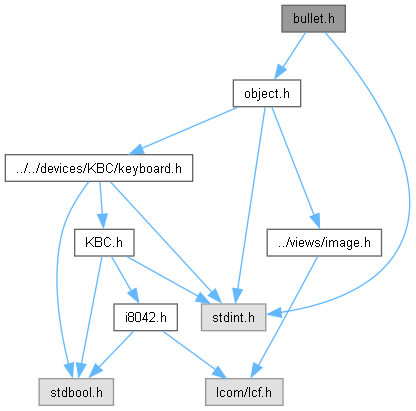 bullet.h
object.h
../../devices/KBC/keyboard.h
KBC.h
../views/image.h
i8042.h
stdint.h
stdbool.h
lcom/lcf.h